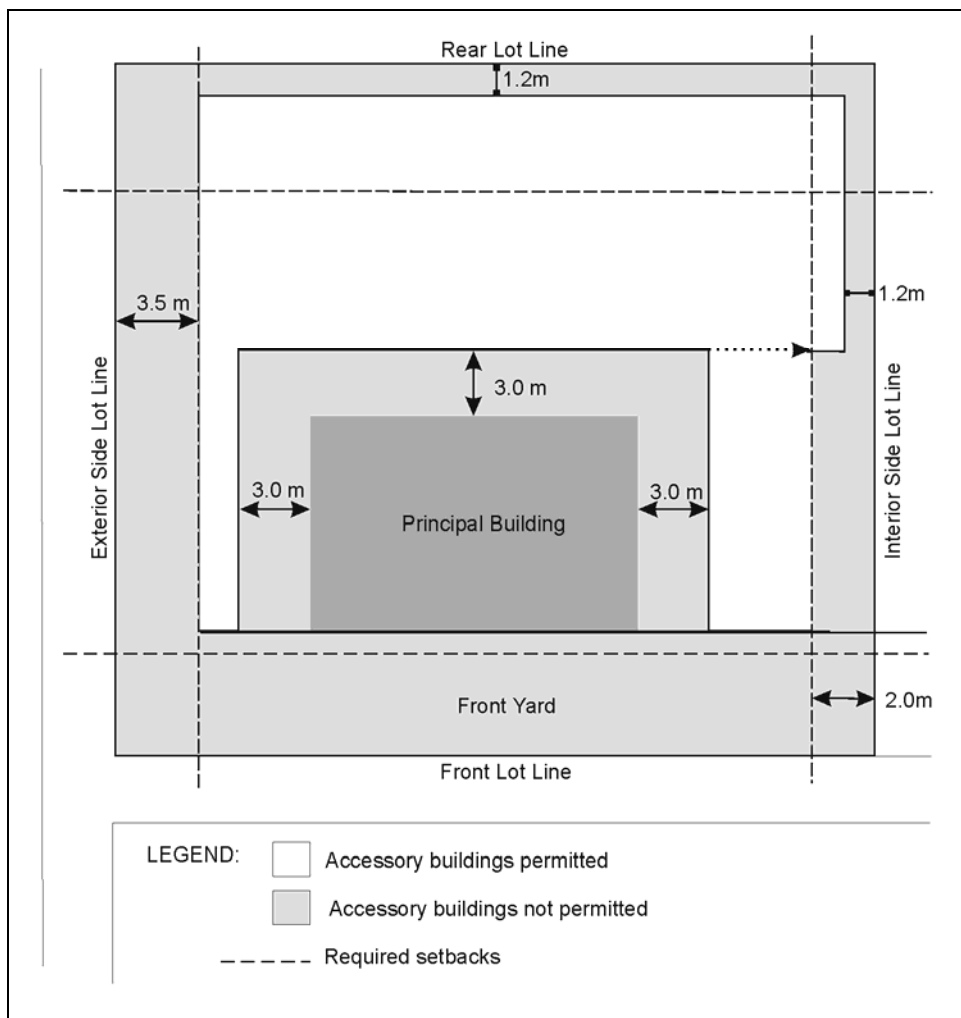 Rear Lot Line
1.2m
3.5 m
1.2m
3.0 m
Exterior Side Lot Line
Interior Side Lot Line
3.0 m
3.0 m
Principal Building
Front Yard
2.0m
Front Lot Line
LEGEND:
Accessory buildings permitted
Accessory buildings not permitted
Required setbacks